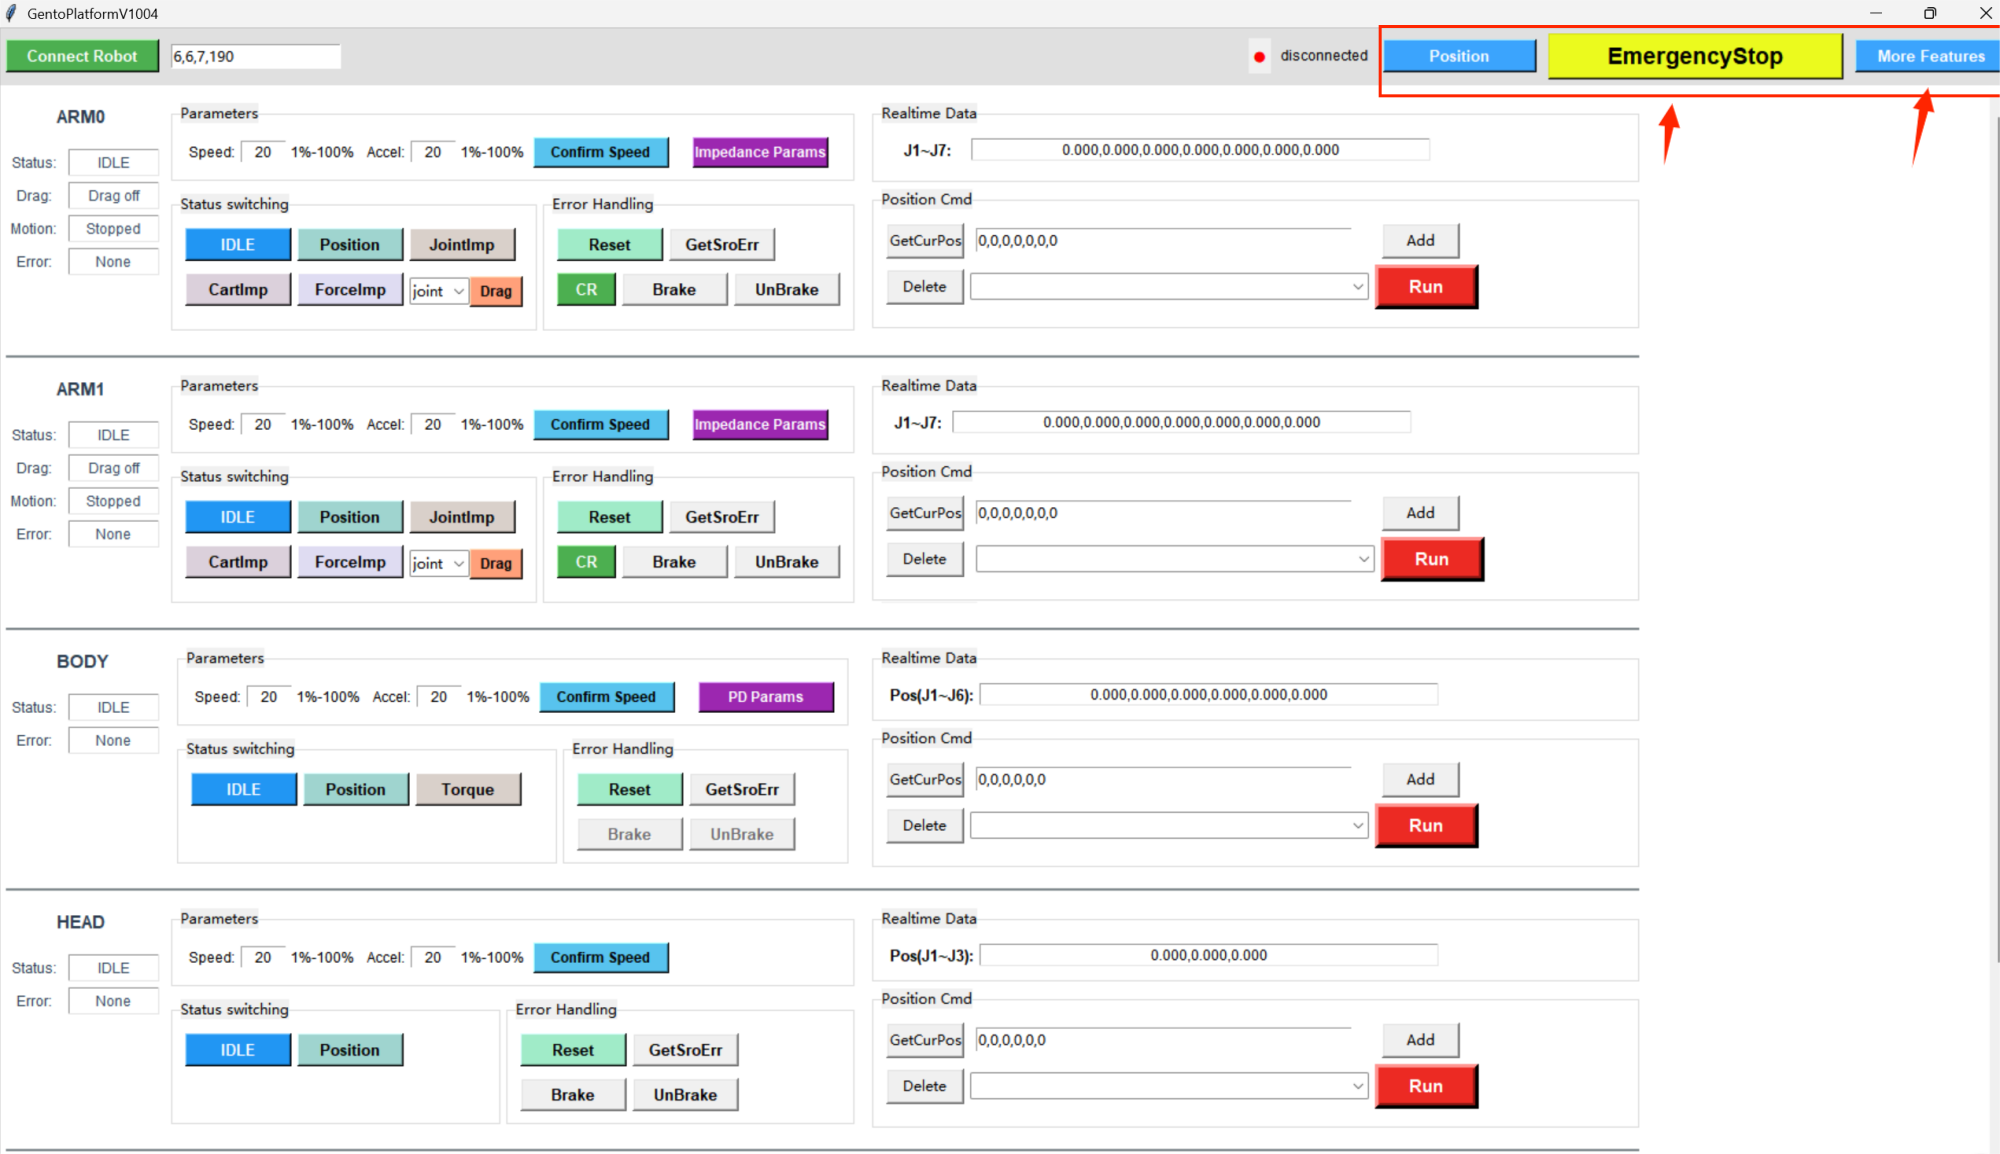 GentoPlatformV1004
Connect Robot 6,6,7,190 disconnected Position EmergencyStop More Features
ARM0
Status: IDLE
Drag: Drag off
Motion: Stopped
Error: None
Parameters
Speed: 20 1%-100% Accel: 20 1%-100% Confirm Speed Impedance Params
Status switching
IDLE Position JointImp
CartImp ForceImp joint Drag
Error Handling
Reset GetSroErr
CR Brake UnBrake
Realtime Data
J1~J7: 0.000,0.000,0.000,0.000,0.000,0.000,0.000
Position Cmd
GetCurPos 0,0,0,0,0,0,0 Add
Delete Run
ARM1
Status: IDLE
Drag: Drag off
Motion: Stopped
Error: None
Parameters
Speed: 20 1%-100% Accel: 20 1%-100% Confirm Speed Impedance Params
Status switching
IDLE Position JointImp
CartImp ForceImp joint Drag
Error Handling
Reset GetSroErr
CR Brake UnBrake
Realtime Data
J1~J7: 0.000,0.000,0.000,0.000,0.000,0.000,0.000
Position Cmd
GetCurPos 0,0,0,0,0,0,0 Add
Delete Run
BODY
Status: IDLE
Error: None
Parameters
Speed: 20 1%-100% Accel: 20 1%-100% Confirm Speed PD Params
Status switching
IDLE Position Torque
Error Handling
Reset GetSroErr
Brake UnBrake
Realtime Data
Pos(J1~J6): 0.000,0.000,0.000,0.000,0.000,0.000
Position Cmd
GetCurPos 0,0,0,0,0,0 Add
Delete Run
HEAD
Status: IDLE
Error: None
Parameters
Speed: 20 1%-100% Accel: 20 1%-100% Confirm Speed
Status switching
IDLE Position
Error Handling
Reset GetSroErr
Brake UnBrake
Realtime Data
Pos(J1~J3): 0.000,0.000,0.000
Position Cmd
GetCurPos 0,0,0,0,0,0 Add
Delete Run